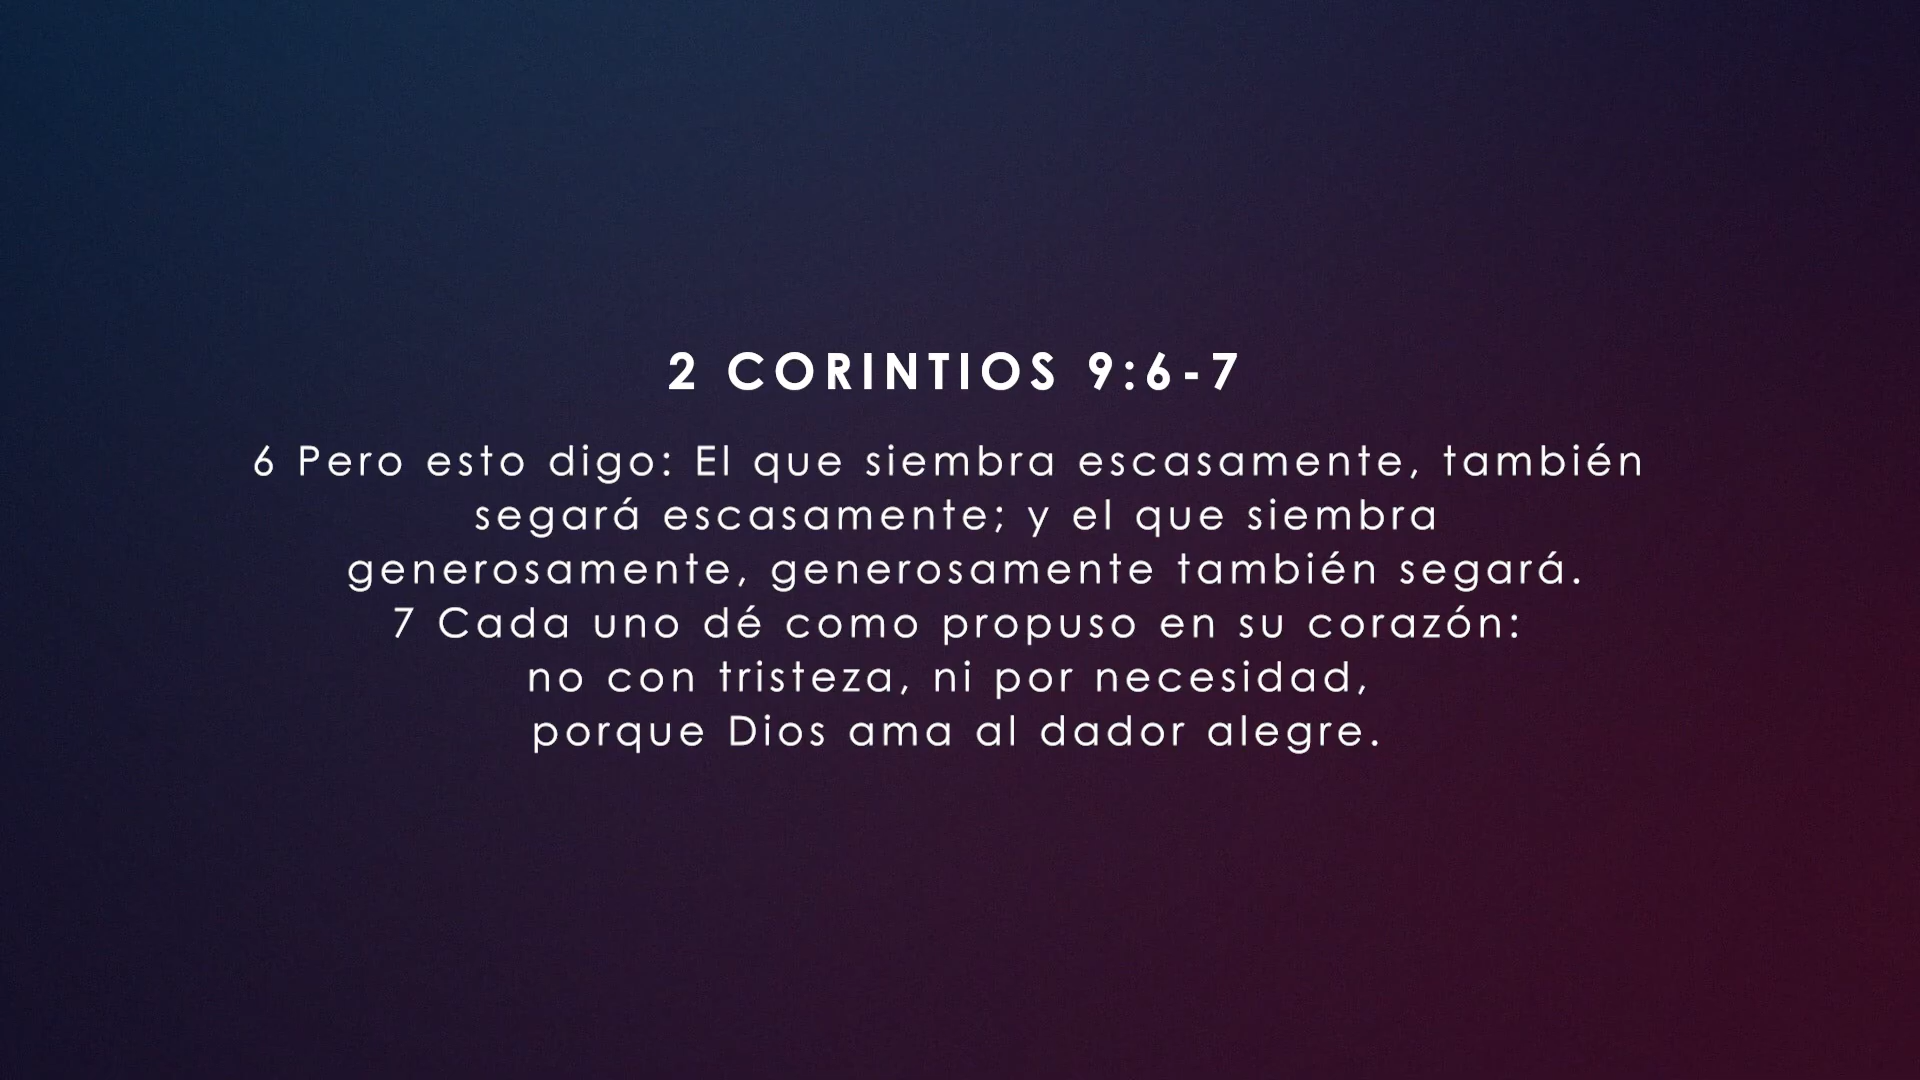 2 CORINTIOS 9:6-7
6 Pero esto digo: El que siembra escasamente, también
segará escasamente; y el que siembra
generosamente, generosamente también segará.
7 Cada uno dé como propuso en su corazón:
no con tristeza, ni por necesidad,
porque Dios ama al dador alegre.